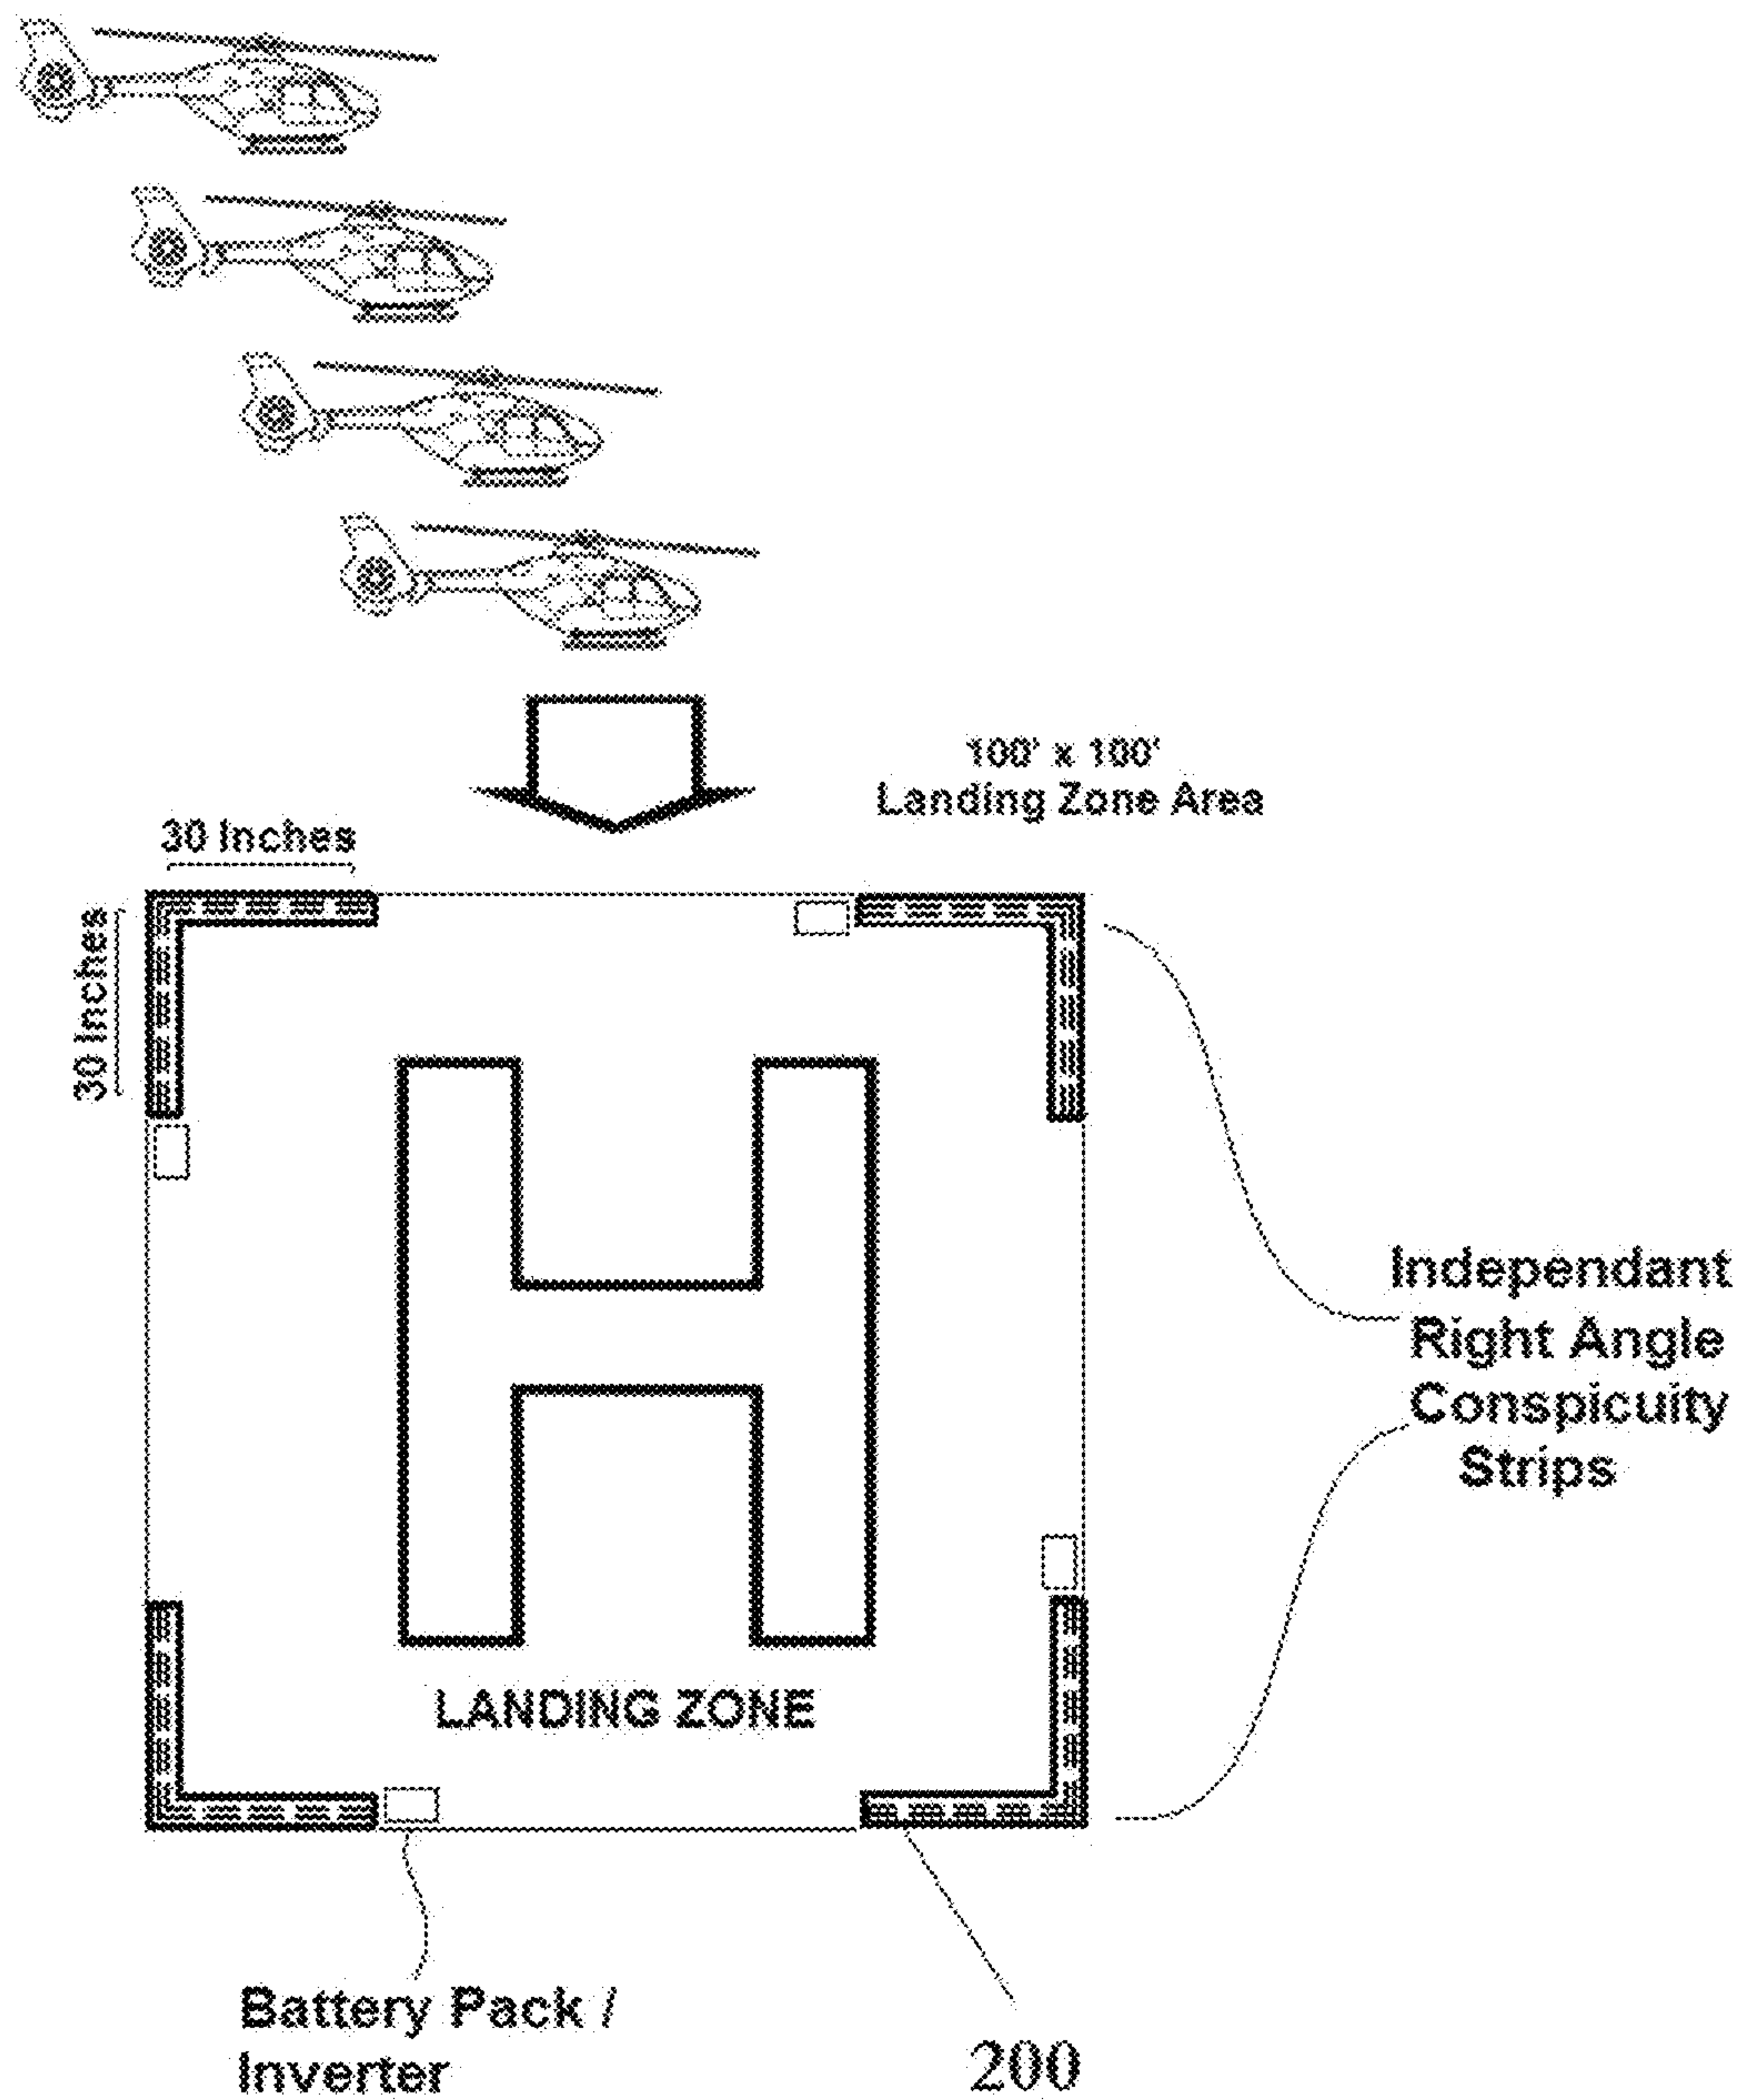 100' x 100'
Landing Zone Area
30 Inches
30 Inches
H
Independant
Right Angle
Conspicuity
Strips
LANDING ZONE
Battery Pack /
Inverter
200